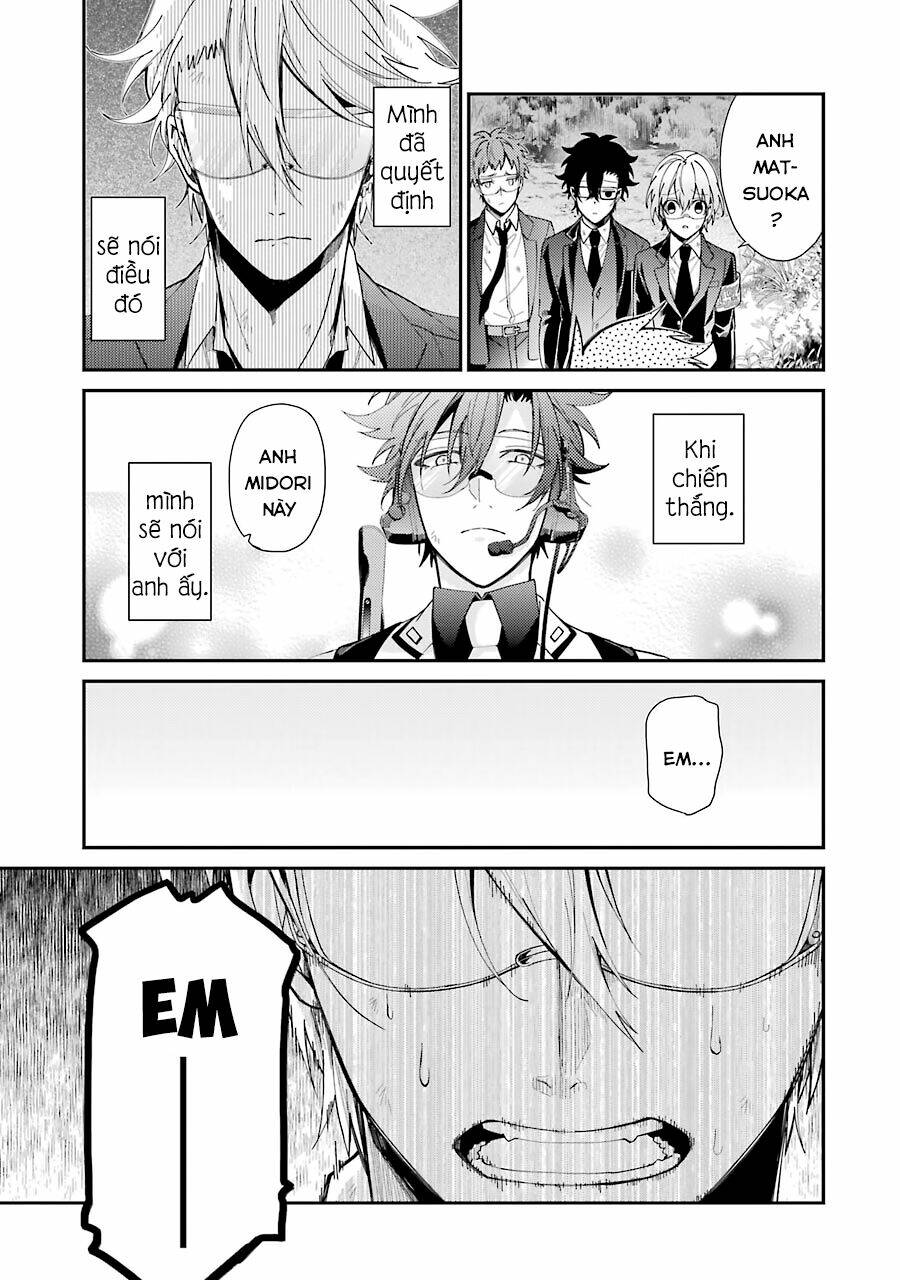 ANH
MAT-
SUOKA
?
Mình
đã
quyết
định
sẽ nói
điều
đó
Khi
chiến
thắng.
ANH
MIDORI
NÀY
mình
sẽ nói
với
anh ấy.
EM...
EM
—